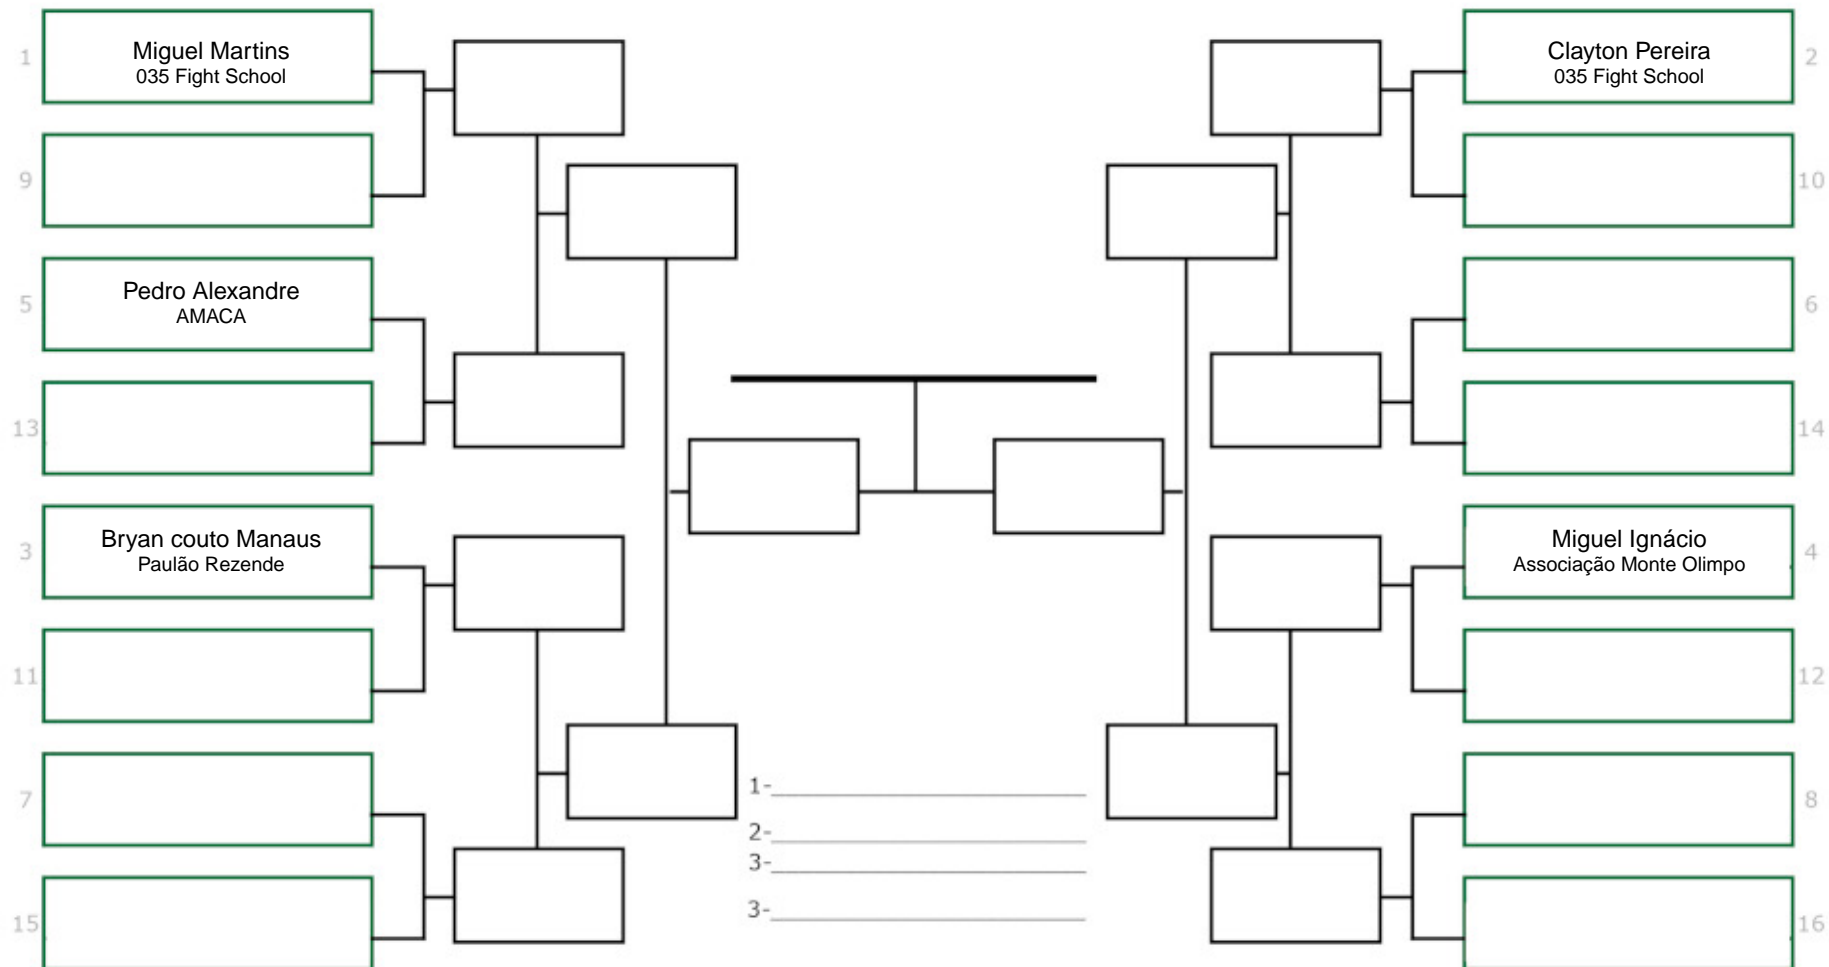 1
Miguel Martins
035 Fight School
9
5
Pedro Alexandre
AMACA
13
3
Bryan couto Manaus
Paulão Rezende
11
7
15
1-
2-
3-
3-
Clayton Pereira
035 Fight School
2
10
6
14
Miguel Ignácio
Associação Monte Olimpo
4
12
8
16